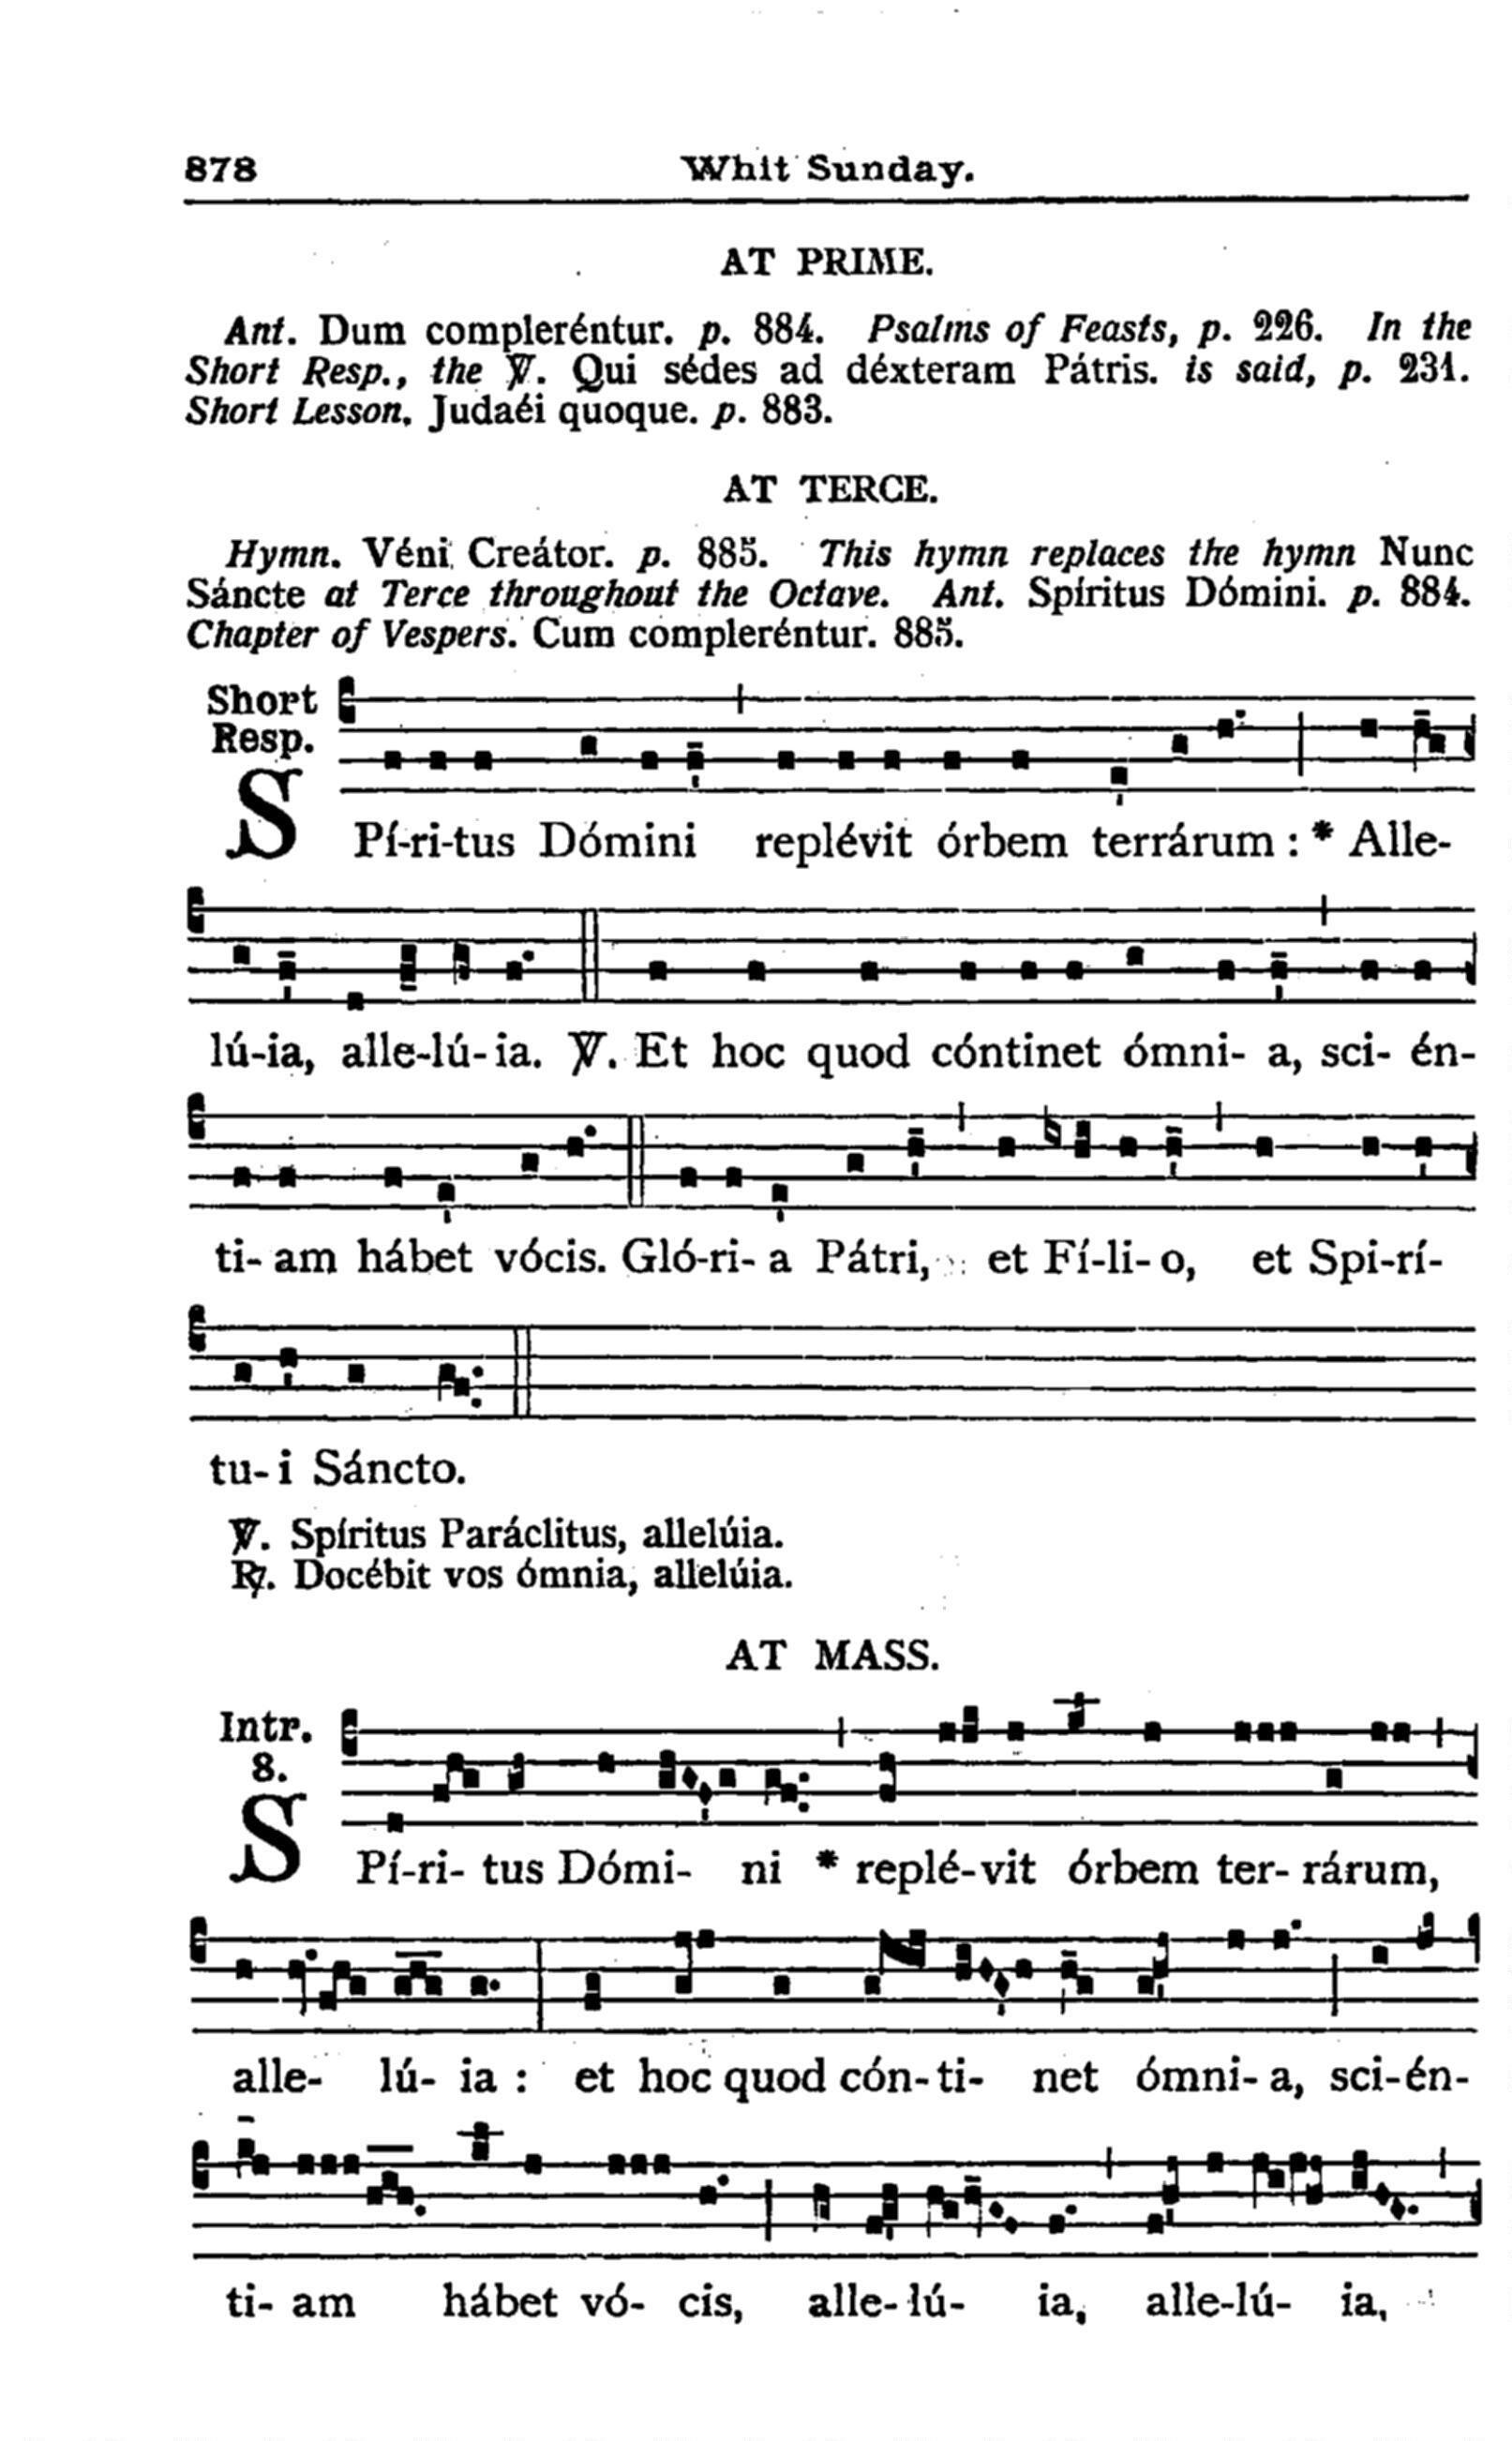 878 Whit Sunday.
AT PRIME.
Ant. Dum compleréntur. p. 884. Psalms of Feasts, p. 226. In the
Short Resp., the ℣. Qui sédes ad déxteram Pátris. is said, p. 231.
Short Lesson. Judaéi quoque. p. 883.
AT TERCE.
Hymn. Véni Creátor. p. 885. This hymn replaces the hymn Nunc
Sáncte at Terce throughout the Octave. Ant. Spíritus Dómini. p. 884.
Chapter of Vespers. Cum compleréntur. 885.
Short
Resp.
SPí-ri-tus Dómini replévit órbem terrárum : * Alle-
lú-ia, alle-lú-ia. ℣. Et hoc quod cóntinet ómni- a, sci- én-
ti- am hábet vócis. Gló-ri- a Pátri, et Fí-li- o, et Spi-rí-
tu- i Sáncto.
℣. Spíritus Paráclitus, allelúia.
℟. Docébit vos ómnia, allelúia.
AT MASS.
Intr.
8.
SPí-ri- tus Dómi- ni * replé-vit órbem ter- rárum,
alle- lú- ia : et hoc quod cón-ti- net ómni- a, sci-én-
ti- am hábet vó- cis, alle- lú- ia, alle-lú- ia,